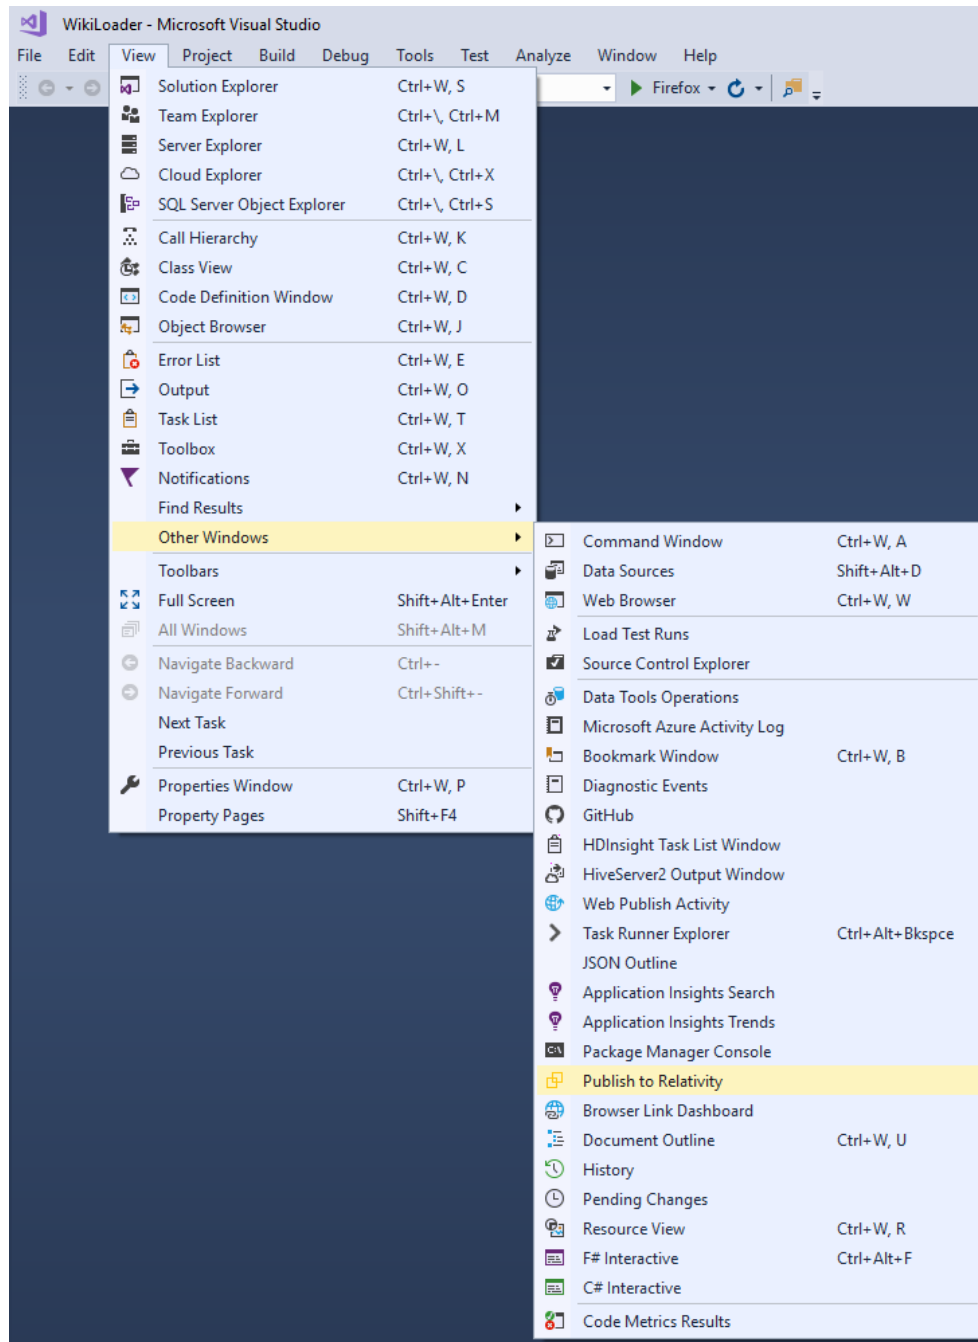 WikiLoader - Microsoft Visual Studio
File Edit View Project Build Debug Tools Test Analyze Window Help
Firefox
Solution Explorer Ctrl+W, S
Team Explorer Ctrl+\, Ctrl+M
Server Explorer Ctrl+W, L
Cloud Explorer Ctrl+\, Ctrl+X
SQL Server Object Explorer Ctrl+\, Ctrl+S
Call Hierarchy Ctrl+W, K
Class View Ctrl+W, C
Code Definition Window Ctrl+W, D
Object Browser Ctrl+W, J
Error List Ctrl+W, E
Output Ctrl+W, O
Task List Ctrl+W, T
Toolbox Ctrl+W, X
Notifications Ctrl+W, N
Find Results
Other Windows
Toolbars
Full Screen Shift+Alt+Enter
All Windows Shift+Alt+M
Navigate Backward Ctrl+-
Navigate Forward Ctrl+Shift+-
Next Task
Previous Task
Properties Window Ctrl+W, P
Property Pages Shift+F4
Command Window Ctrl+W, A
Data Sources Shift+Alt+D
Web Browser Ctrl+W, W
Load Test Runs
Source Control Explorer
Data Tools Operations
Microsoft Azure Activity Log
Bookmark Window Ctrl+W, B
Diagnostic Events
GitHub
HDInsight Task List Window
HiveServer2 Output Window
Web Publish Activity
Task Runner Explorer Ctrl+Alt+Bkspce
JSON Outline
Application Insights Search
Application Insights Trends
Package Manager Console
Publish to Relativity
Browser Link Dashboard
Document Outline Ctrl+W, U
History
Pending Changes
Resource View Ctrl+W, R
F# Interactive Ctrl+Alt+F
C# Interactive
Code Metrics Results